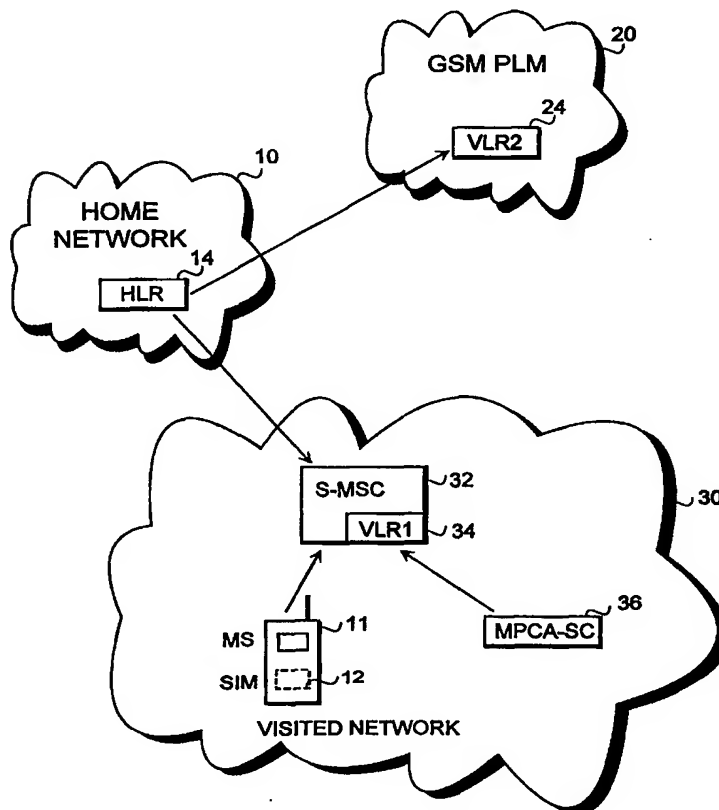 20
GSM PLM
24
VLR2
10
HOME
NETWORK
14
HLR
S-MSC
32
30
VLR1
34
36
MPCA-SC
11
MS
SIM
12
VISITED NETWORK